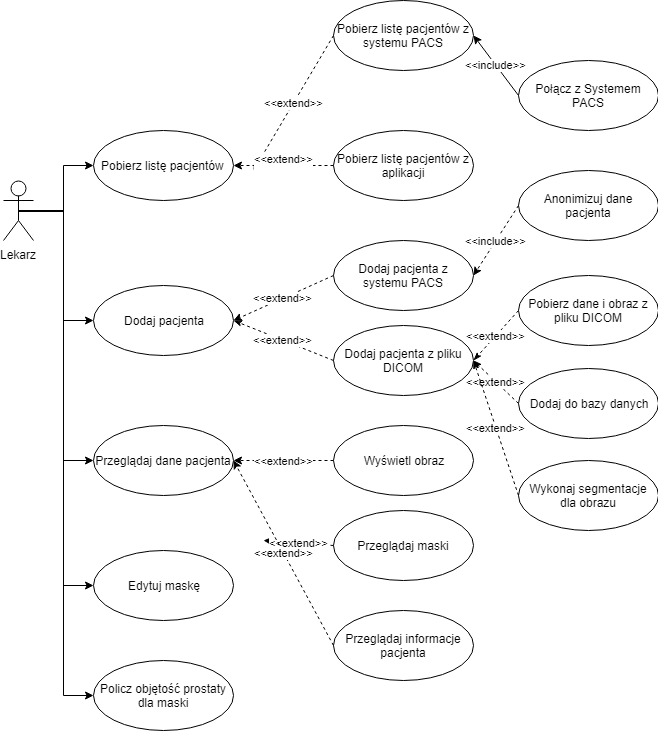 Pobierz listę pacjentów z
systemu PACS
<<include>>
Połącz z Systemem
PACS
<<extend>>
Pobierz listę pacjentów
<<extend>>
Pobierz listę pacjentów z
aplikacji
Anonimizuj dane
pacjenta
Lekarz
<<include>>
Dodaj pacjenta z
systemu PACS
<<extend>>
Dodaj pacjenta
<<extend>>
Dodaj pacjenta z pliku
DICOM
Pobierz dane i obraz z
pliku DICOM
<<extend>>
<<extend>>
Dodaj do bazy danych
<<extend>>
Przeglądaj dane pacjenta
<<extend>>
Wyświetl obraz
Wykonaj segmentacje
dla obrazu
<<extend>>
<<extend>>
Przeglądaj maski
Edytuj maskę
Przeglądaj informacje
pacjenta
Policz objętość prostaty
dla maski